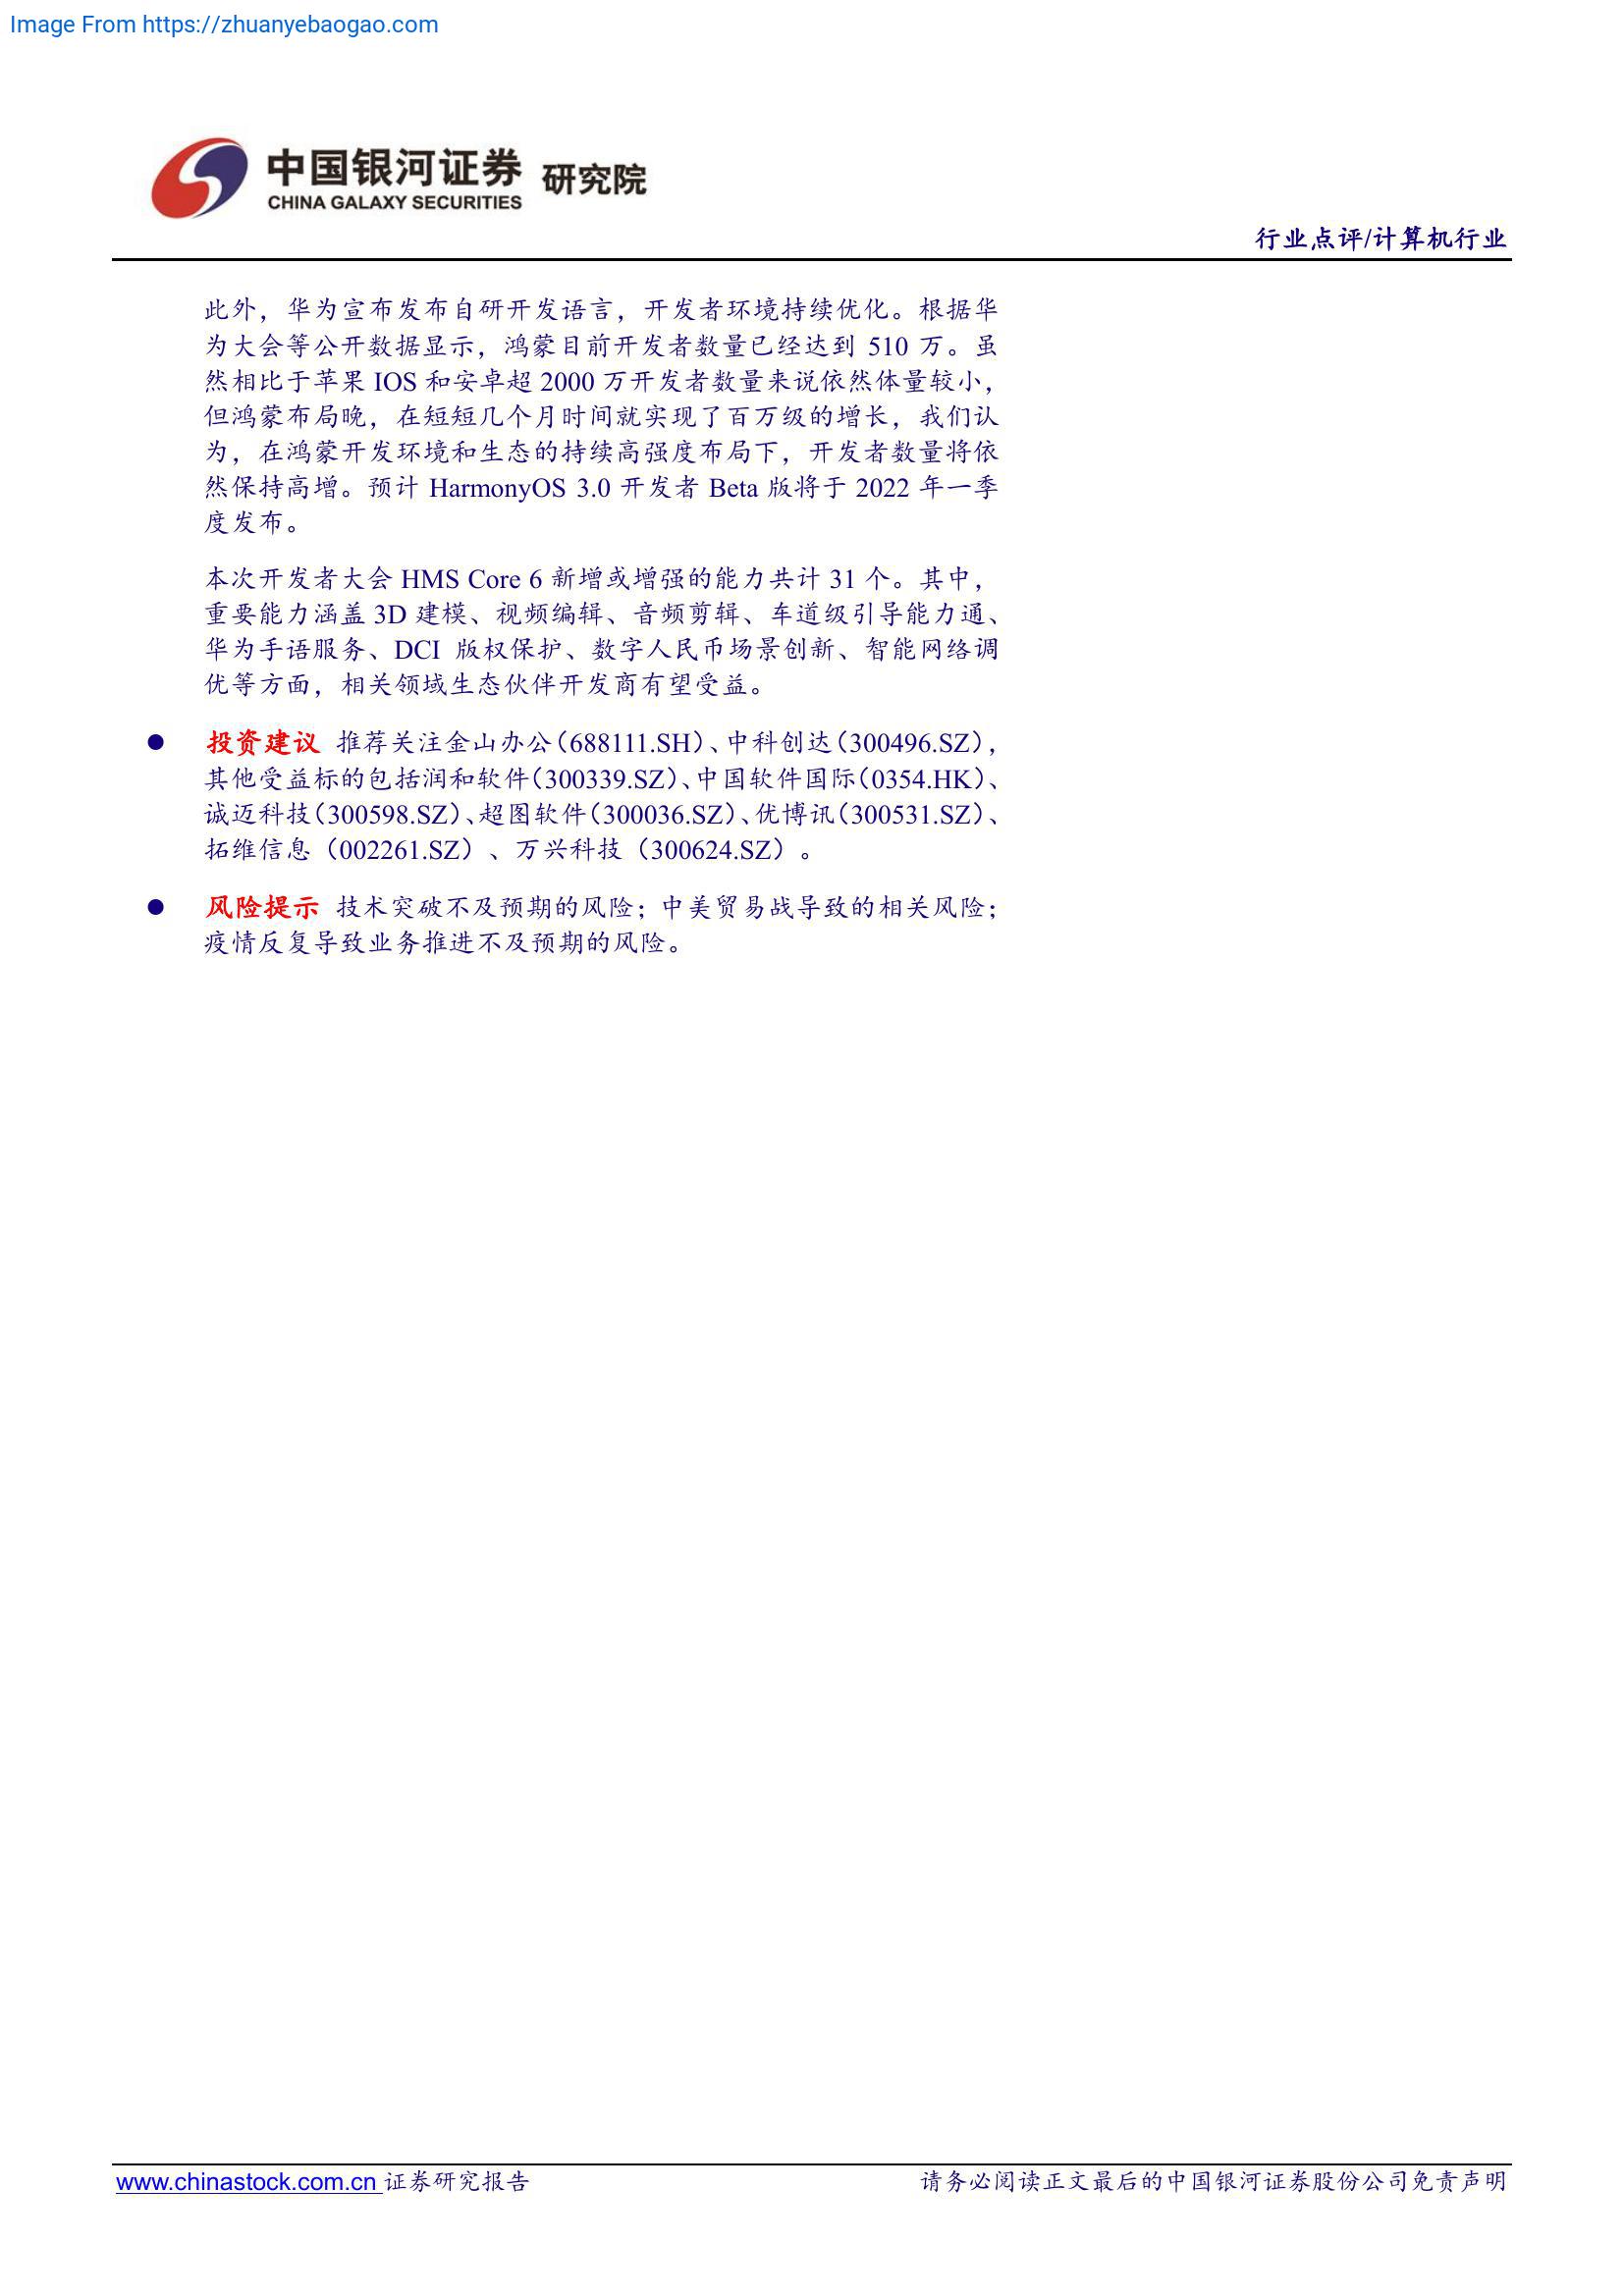 Image From https://zhuanyebaogao.com
中国银河证券 研究院
CHINA GALAXY SECURITIES
行业点评/计算机行业
此外，华为宣布发布自研开发语言，开发者环境持续优化。根据华
为大会等公开数据显示，鸿蒙目前开发者数量已经达到 510 万。虽
然相比于苹果 IOS 和安卓超 2000 万开发者数量来说依然体量较小，
但鸿蒙布局晚，在短短几个月时间就实现了百万级的增长，我们认
为，在鸿蒙开发环境和生态的持续高强度布局下，开发者数量将依
然保持高增。预计 HarmonyOS 3.0 开发者 Beta 版将于 2022 年一季
度发布。
本次开发者大会 HMS Core 6 新增或增强的能力共计 31 个。其中，
重要能力涵盖 3D 建模、视频编辑、音频剪辑、车道级引导能力通、
华为手语服务、DCI 版权保护、数字人民币场景创新、智能网络调
优等方面，相关领域生态伙伴开发商有望受益。
● 投资建议 推荐关注金山办公（688111.SH）、中科创达（300496.SZ），
其他受益标的包括润和软件（300339.SZ）、中国软件国际（0354.HK）、
诚迈科技（300598.SZ）、超图软件（300036.SZ）、优博讯（300531.SZ）、
拓维信息（002261.SZ）、万兴科技（300624.SZ）。
● 风险提示 技术突破不及预期的风险；中美贸易战导致的相关风险；
疫情反复导致业务推进不及预期的风险。
www.chinastock.com.cn 证券研究报告
请务必阅读正文最后的中国银河证券股份公司免责声明